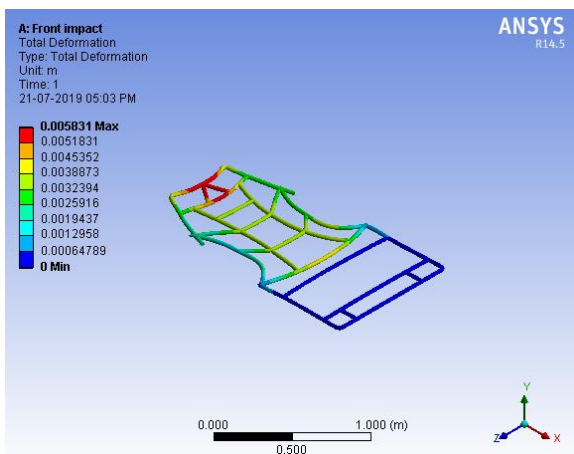 A: Front impact
Total Deformation
Type: Total Deformation
Unit: m
Time: 1
21-07-2019 05:03 PM
ANSYS
R14.5
0.005831 Max
0.0051831
0.0045352
0.0038873
0.0032394
0.0025916
0.0019437
0.0012958
0.00064789
0 Min
0.000
1.000 (m)
0.500
Y
Z
X